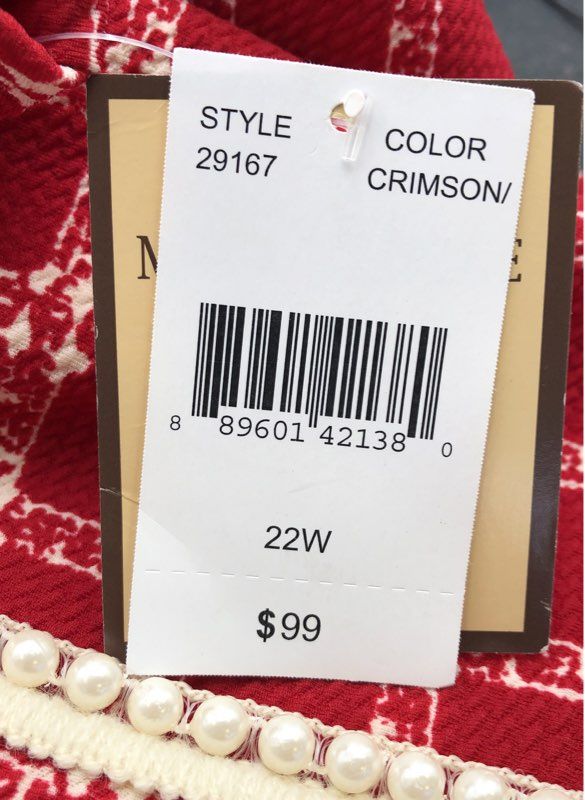 STYLE
29167
COLOR
CRIMSON/
M
E
8 89601 42138 0
22W
$99